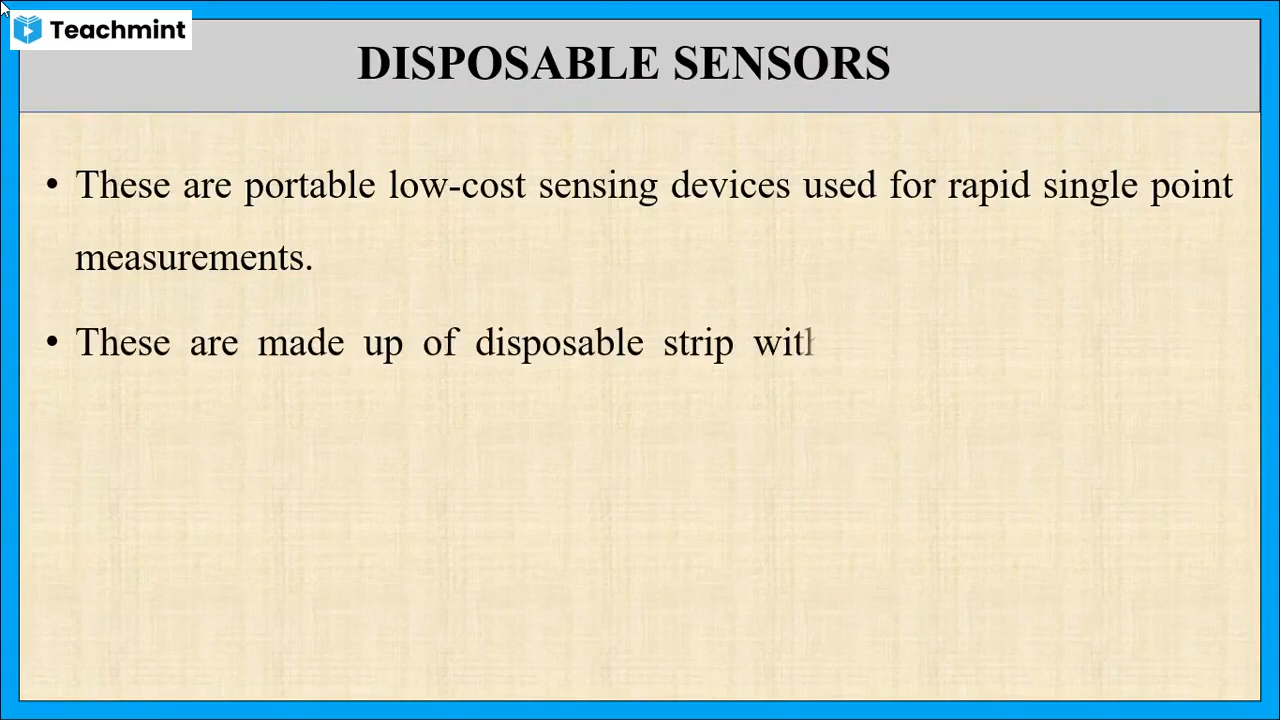 Teachmint
DISPOSABLE SENSORS
• These are portable low-cost sensing devices used for rapid single point
measurements.
• These are made up of disposable strip with